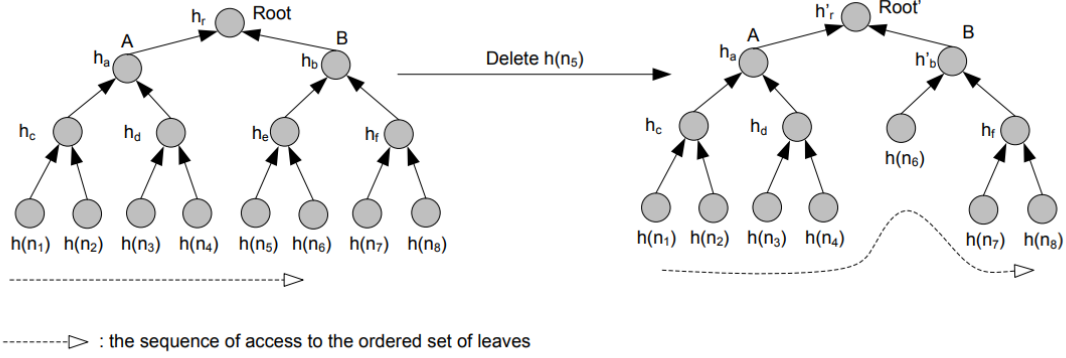 hr Root
A B
ha hb
hc hd he hf
h(n1) h(n2) h(n3) h(n4) h(n5) h(n6) h(n7) h(n8)
Delete h(n5)
h'r Root'
A B
ha h'b
hc hd hf
h(n6)
h(n1) h(n2) h(n3) h(n4) h(n7) h(n8)
: the sequence of access to the ordered set of leaves